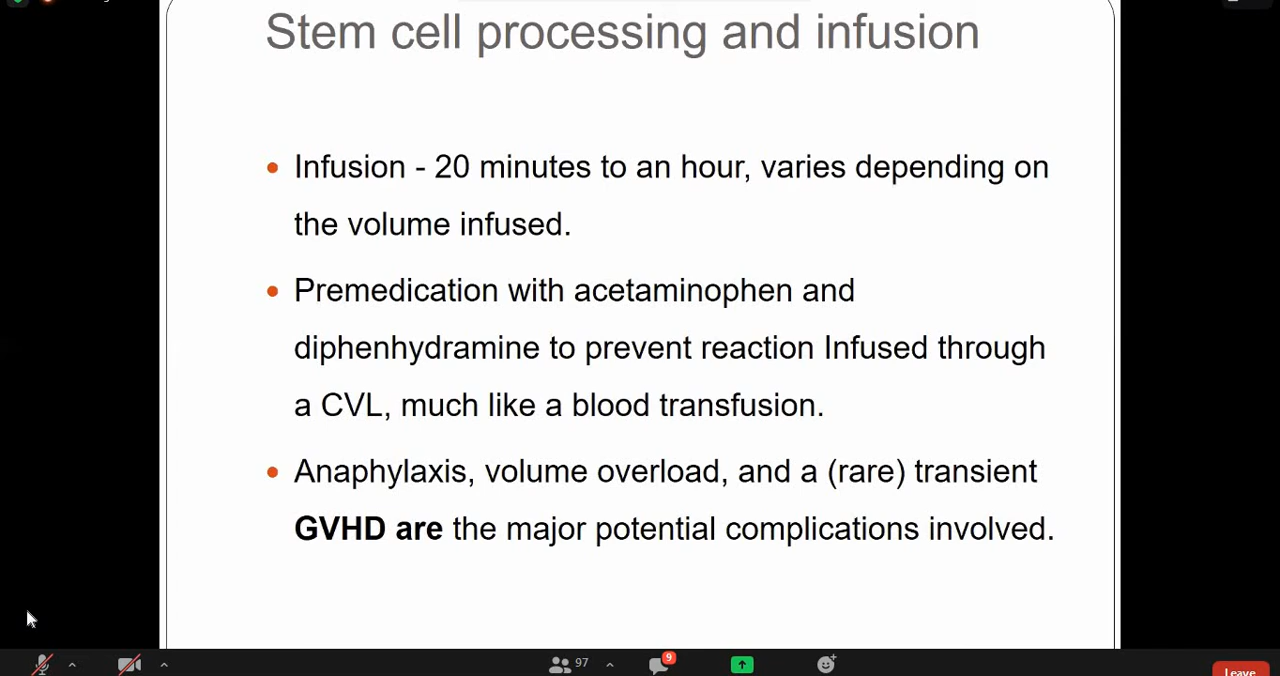 Stem cell processing and infusion
• Infusion - 20 minutes to an hour, varies depending on
the volume infused.
• Premedication with acetaminophen and
diphenhydramine to prevent reaction Infused through
a CVL, much like a blood transfusion.
• Anaphylaxis, volume overload, and a (rare) transient
GVHD are the major potential complications involved.
97
9
Leave